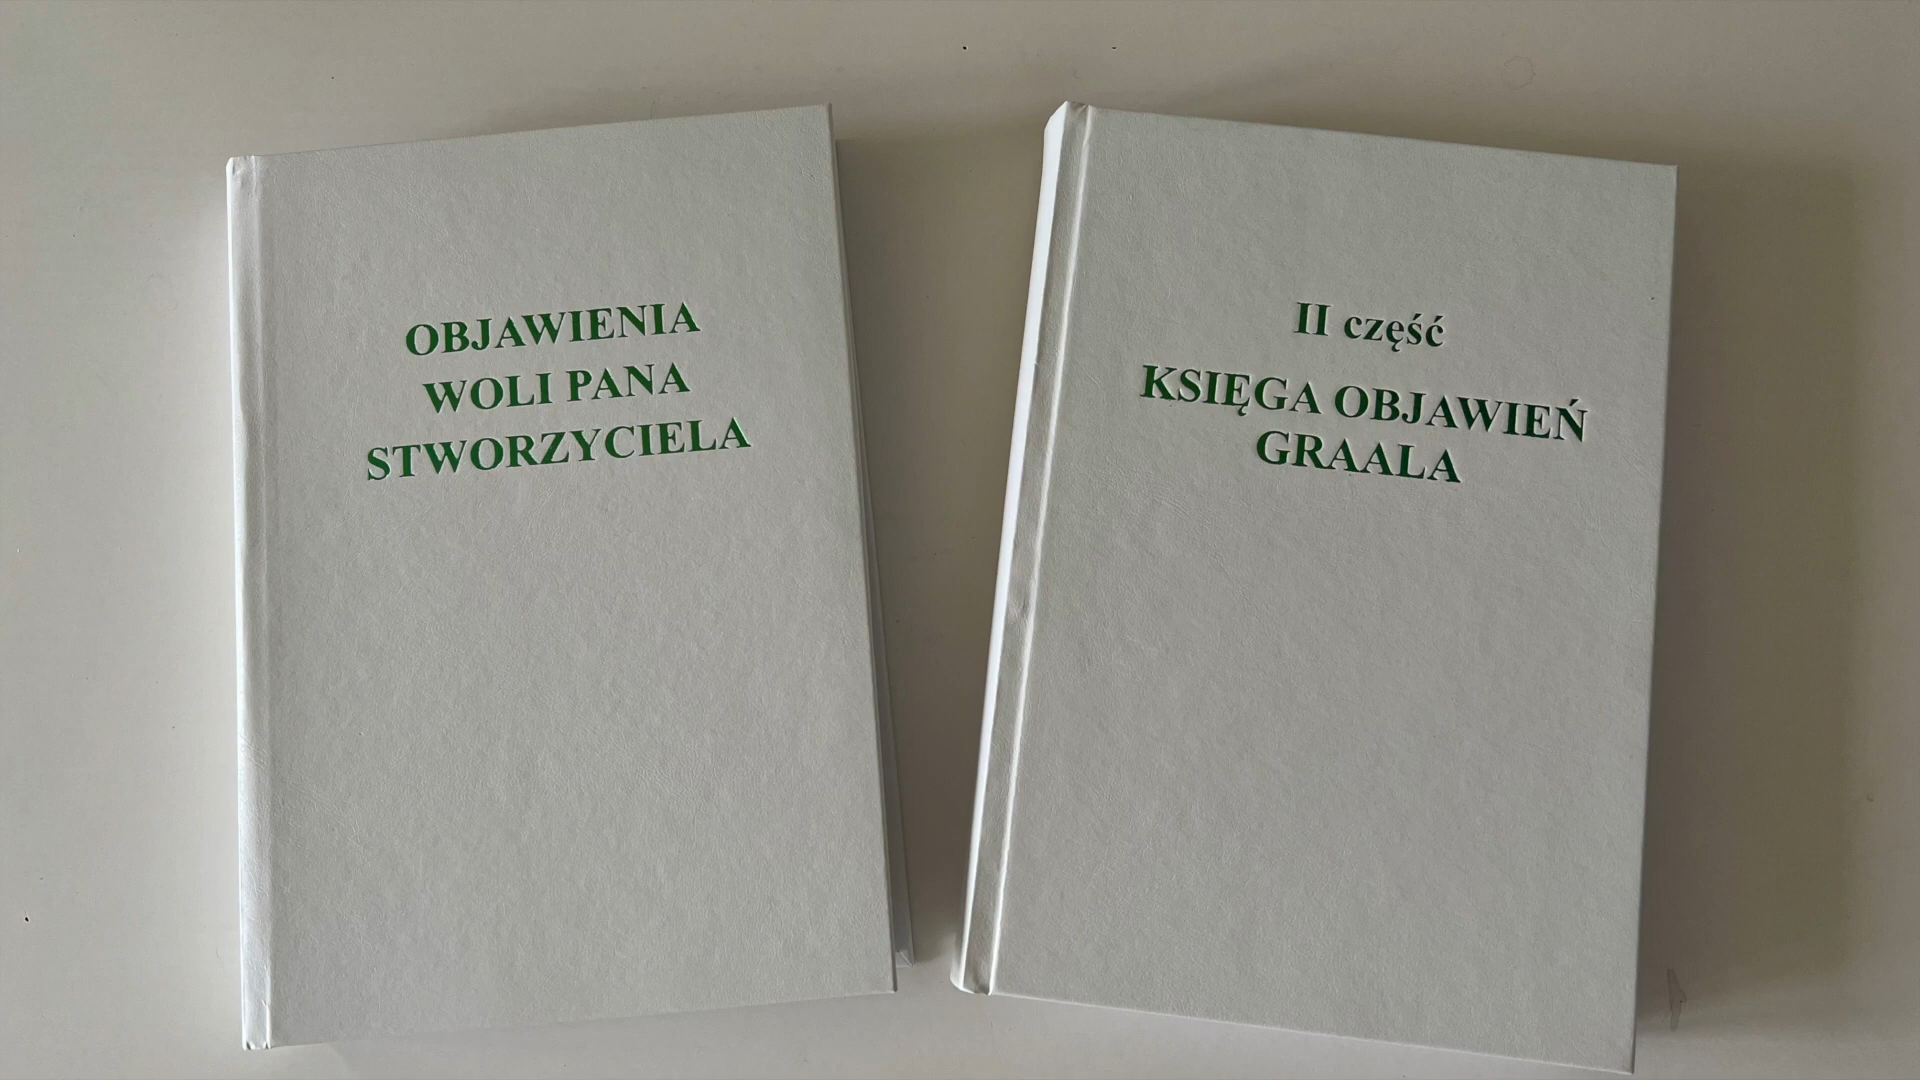 OBJAWIENIA
WOLI PANA
STWORZYCIELA
II część
KSIĘGA OBJAWIEŃ
GRAALA